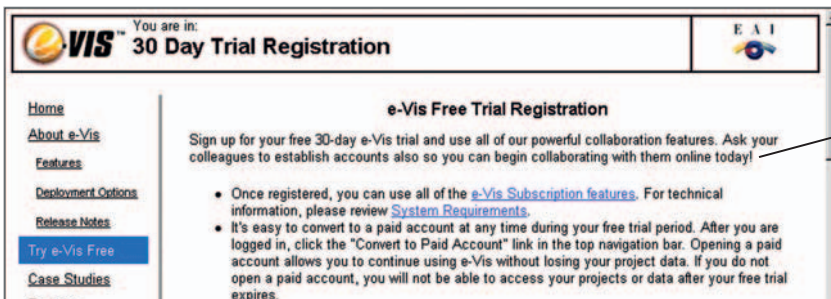 e-VIS™ You are in:
30 Day Trial Registration
E A I
Home
About e-Vis
Features
Deployment Options
Release Notes
Try e-Vis Free
Case Studies
e-Vis Free Trial Registration
Sign up for your free 30-day e-Vis trial and use all of our powerful collaboration features. Ask your
colleagues to establish accounts also so you can begin collaborating with them online today!
• Once registered, you can use all of the e-Vis Subscription features. For technical
information, please review System Requirements.
• It's easy to convert to a paid account at any time during your free trial period. After you are
logged in, click the "Convert to Paid Account" link in the top navigation bar. Opening a paid
account allows you to continue using e-Vis without losing your project data. If you do not
open a paid account, you will not be able to access your projects or data after your free trial
expires.